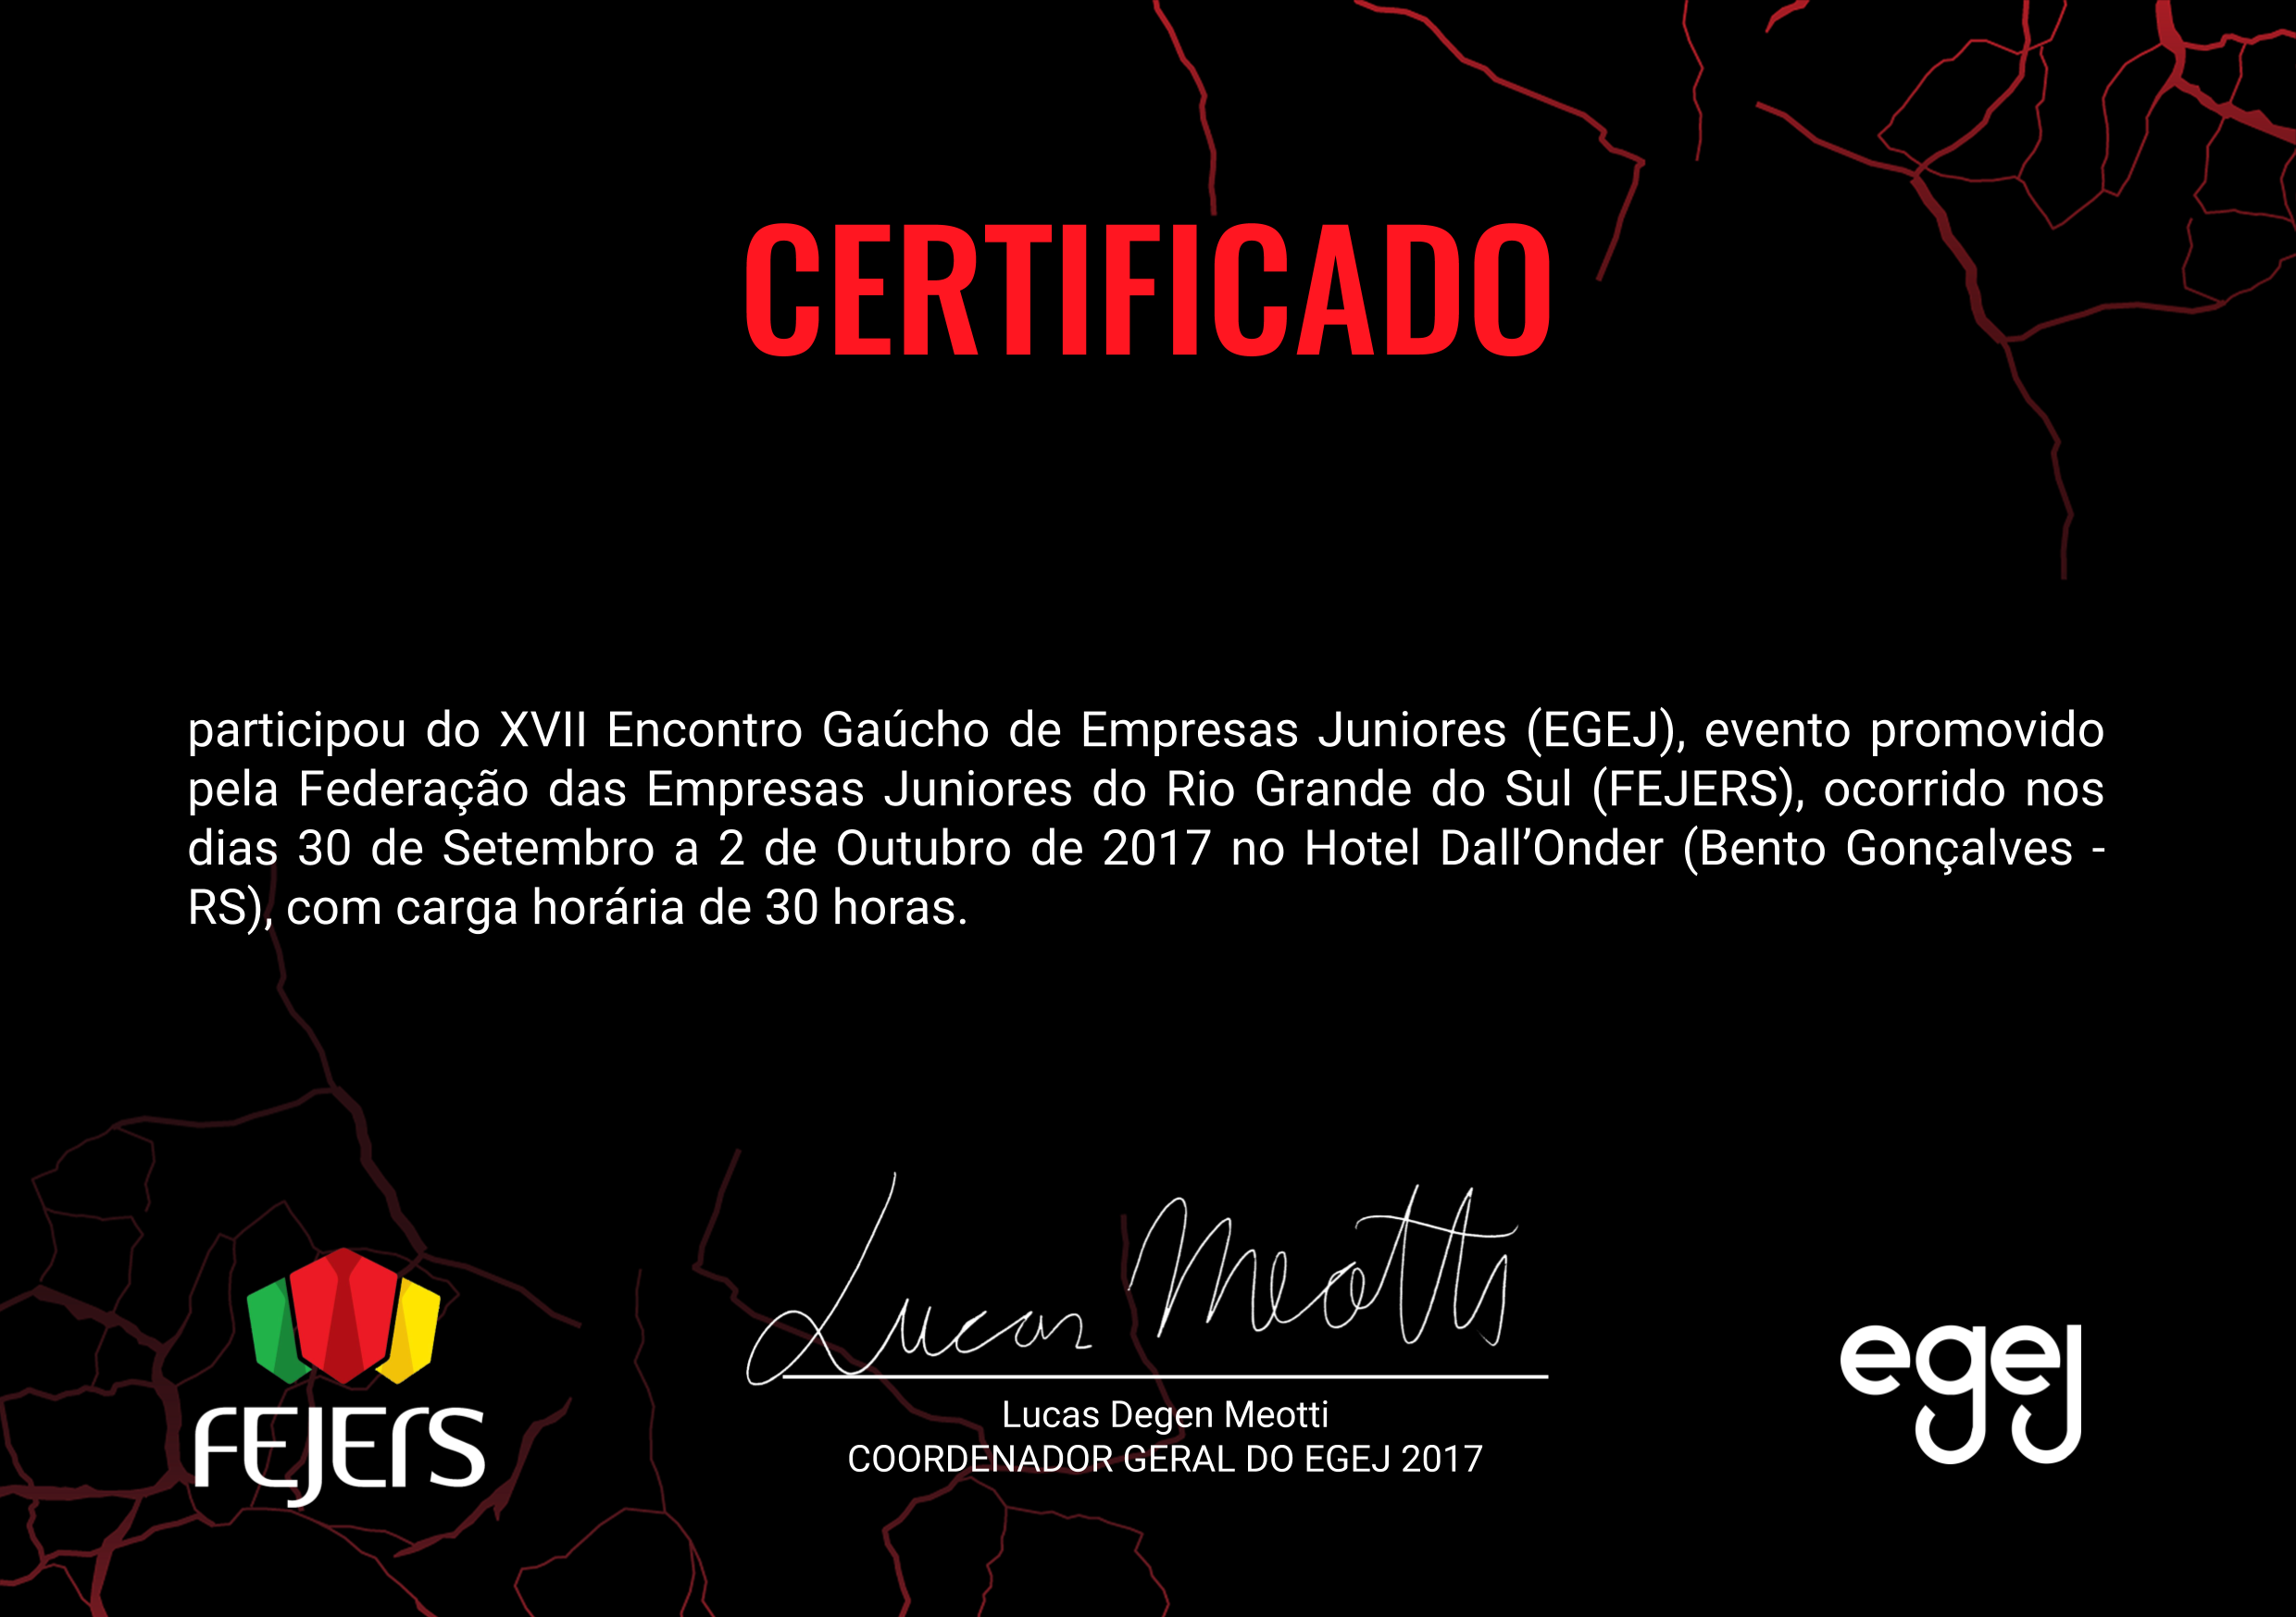 CERTIFICADO
participou do XVII Encontro Gaúcho de Empresas Juniores (EGEJ), evento promovido
pela Federação das Empresas Juniores do Rio Grande do Sul (FEJERS), ocorrido nos
dias 30 de Setembro a 2 de Outubro de 2017 no Hotel Dall’Onder (Bento Gonçalves -
RS), com carga horária de 30 horas.
Lucas Meotti
Lucas Degen Meotti
COORDENADOR GERAL DO EGEJ 2017
FEJERS
egej